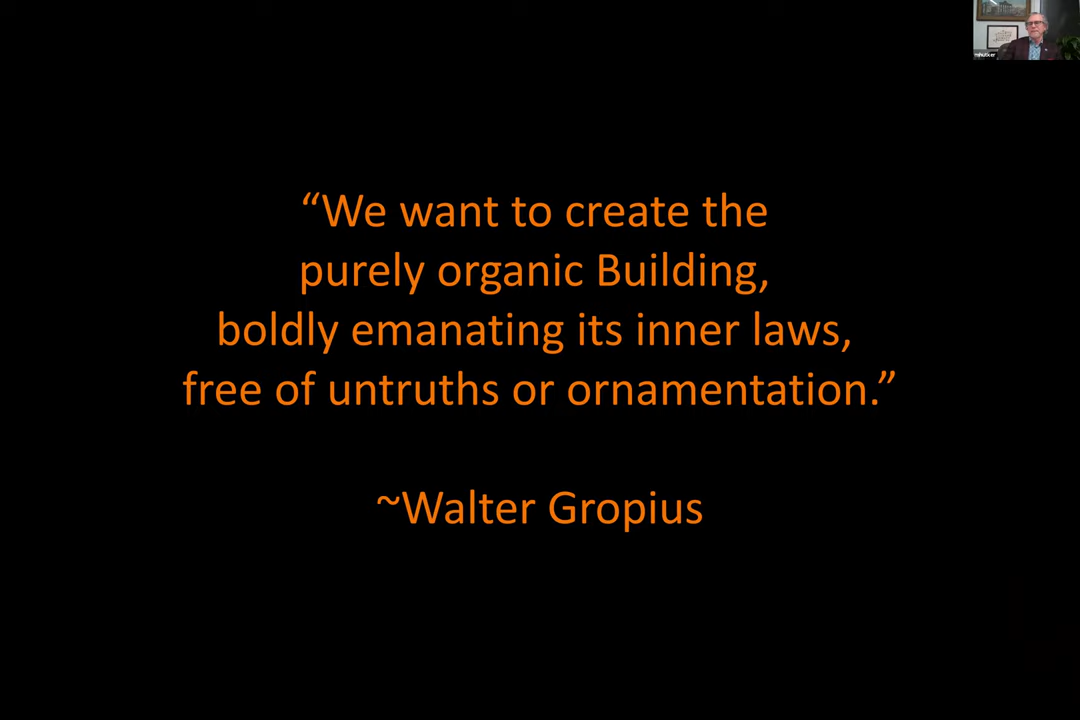 “We want to create the
purely organic Building,
boldly emanating its inner laws,
free of untruths or ornamentation.”
~Walter Gropius